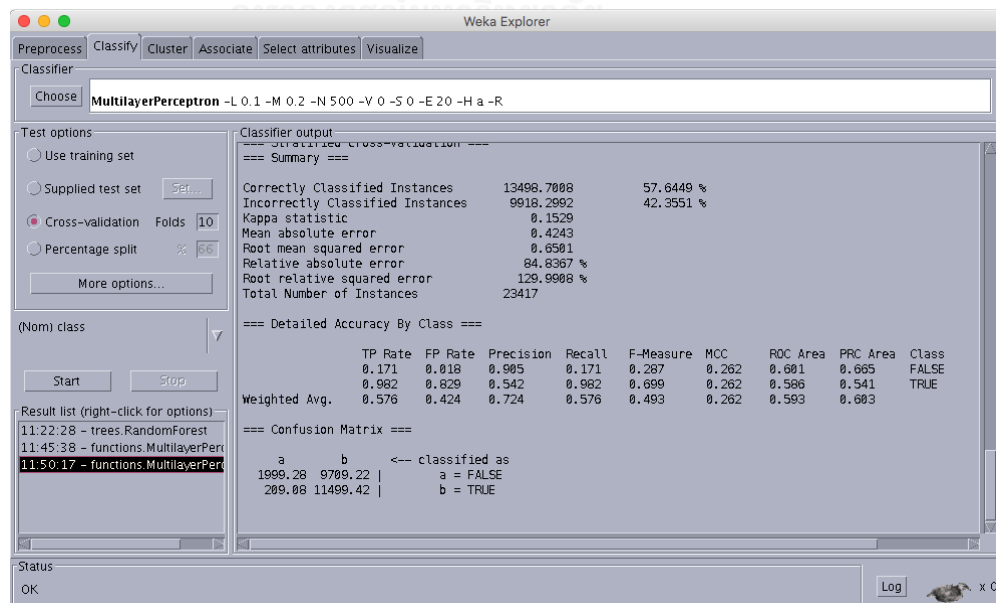 Weka Explorer
Preprocess Classify Cluster Associate Select attributes Visualize
Classifier
Choose MultilayerPerceptron -L 0.1 -M 0.2 -N 500 -V 0 -S 0 -E 20 -H a -R
Test options
Use training set
Supplied test set Set...
Cross-validation Folds 10
Percentage split % 66
More options...
(Nom) class
Start Stop
Result list (right-click for options)
11:22:28 - trees.RandomForest
11:45:38 - functions.MultilayerPerc
11:50:17 - functions.MultilayerPerc
Classifier output
=== Stratified cross-validation ===
=== Summary ===
Correctly Classified Instances 13498.7008 57.6449 %
Incorrectly Classified Instances 9918.2992 42.3551 %
Kappa statistic 0.1529
Mean absolute error 0.4243
Root mean squared error 0.6501
Relative absolute error 84.8367 %
Root relative squared error 129.9908 %
Total Number of Instances 23417
=== Detailed Accuracy By Class ===
TP Rate FP Rate Precision Recall F-Measure MCC ROC Area PRC Area Class
0.171 0.018 0.905 0.171 0.287 0.262 0.601 0.665 FALSE
0.982 0.829 0.542 0.982 0.699 0.262 0.586 0.541 TRUE
Weighted Avg. 0.576 0.424 0.724 0.576 0.493 0.262 0.593 0.603
=== Confusion Matrix ===
a b <-- classified as
1999.28 9709.22 | a = FALSE
209.08 11499.42 | b = TRUE
Status
OK
Log x 0